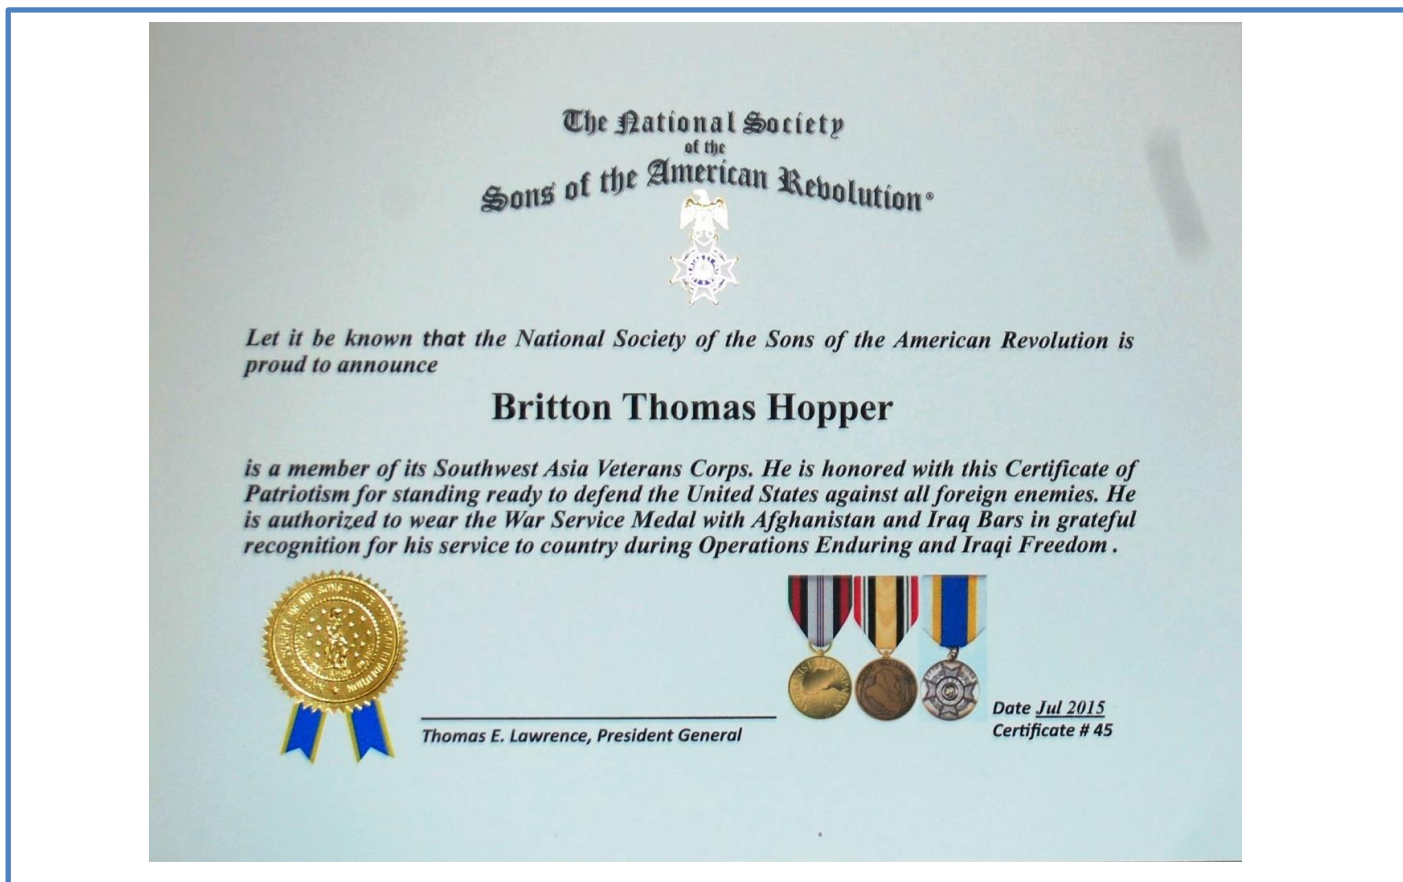 The National Society
of the
Sons of the American Revolution®
Let it be known that the National Society of the Sons of the American Revolution is
proud to announce
Britton Thomas Hopper
is a member of its Southwest Asia Veterans Corps. He is honored with this Certificate of
Patriotism for standing ready to defend the United States against all foreign enemies. He
is authorized to wear the War Service Medal with Afghanistan and Iraq Bars in grateful
recognition for his service to country during Operations Enduring and Iraqi Freedom .
Thomas E. Lawrence, President General
Date Jul 2015
Certificate # 45